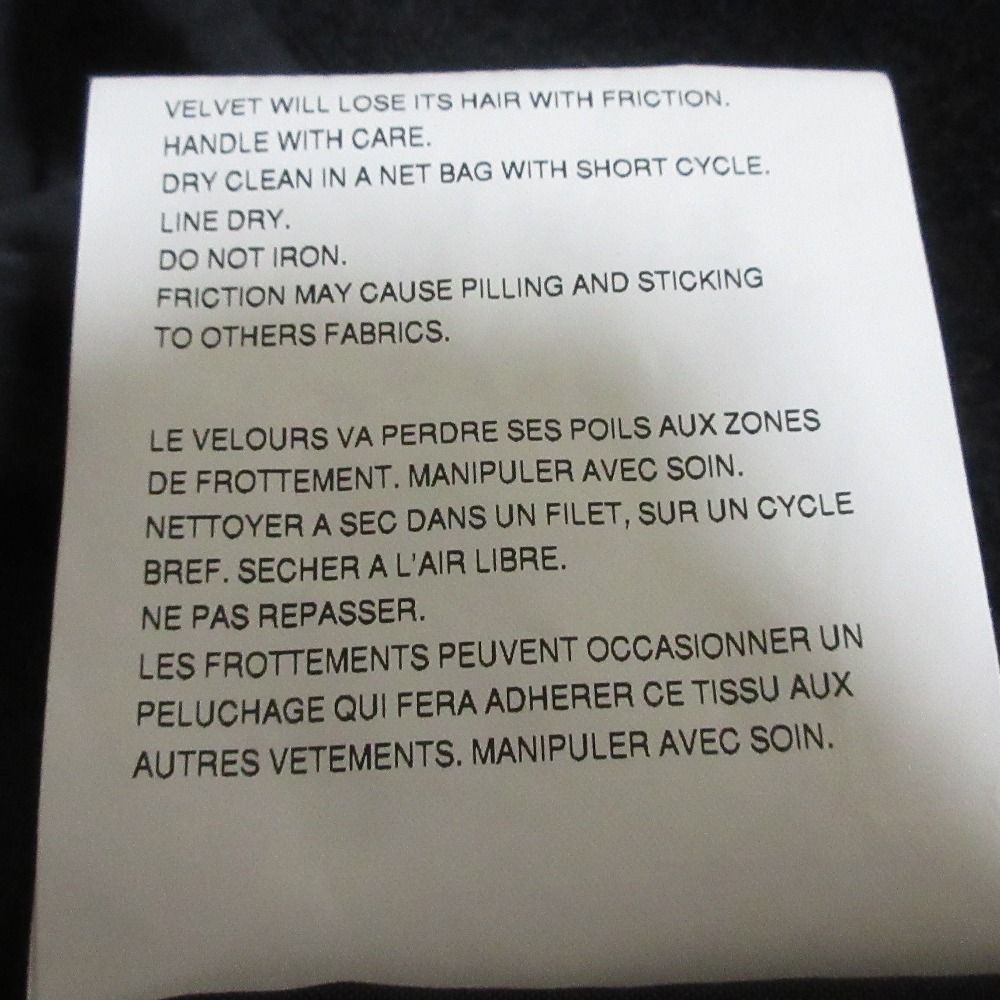 VELVET WILL LOSE ITS HAIR WITH FRICTION.
HANDLE WITH CARE.
DRY CLEAN IN A NET BAG WITH SHORT CYCLE.
LINE DRY.
DO NOT IRON.
FRICTION MAY CAUSE PILLING AND STICKING
TO OTHERS FABRICS.
LE VELOURS VA PERDRE SES POILS AUX ZONES
DE FROTTEMENT. MANIPULER AVEC SOIN.
NETTOYER A SEC DANS UN FILET, SUR UN CYCLE
BREF. SECHER A L'AIR LIBRE.
NE PAS REPASSER.
LES FROTTEMENTS PEUVENT OCCASIONNER UN
PELUCHAGE QUI FERA ADHERER CE TISSU AUX
AUTRES VETEMENTS. MANIPULER AVEC SOIN.